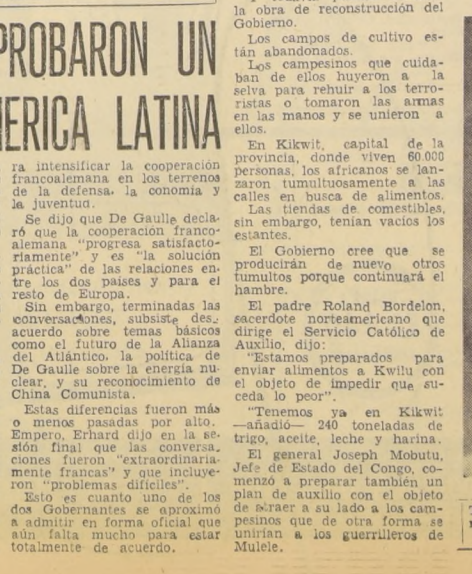 PROBARON UN
MERICA LATINA
ra intensificar la cooperación
francoalemana en los terrenos
de la defensa, la conomía y
la juventud.
Se dijo que De Gaulle decla-
ró que la cooperación franco-
alemana "progresa satisfacto-
riamente" y es "la solución
práctica" de las relaciones en-
tre los dos países y para el
resto de Europa.
Sin embargo, terminadas las
conversaciones, subsiste des-
acuerdo sobre temas básicos
como el futuro de la Alianza
del Atlántico, la política de
De Gaulle sobre la energía nu-
clear, y su reconocimiento de
China Comunista.
Estas diferencias fueron más
o menos pasadas por alto.
Empero, Erhard dijo en la se-
sión final que las conversa-
ciones fueron "extraordinaria-
mente francas" y que incluye-
ron "problemas difíciles".
Esto es cuanto uno de los
dos Gobernantes se aproximó
a admitir en forma oficial que
aún falta mucho para estar
totalmente de acuerdo.
la obra de reconstrucción del
Gobierno.
Los campos de cultivo es-
tán abandonados.
Los campesinos que cuida-
ban de ellos huyeron a la
selva para rehuir a los terro-
ristas o tomaron las armas
en las manos y se unieron a
ellos.
En Kikwit, capital de la
provincia, donde viven 60.000
personas, los africanos se lan-
zaron tumultuosamente a las
calles en busca de alimentos.
Las tiendas de comestibles,
sin embargo, tenían vacíos los
estantes.
El Gobierno cree que se
producirán de nuevo otros
tumultos porque continuará el
hambre.
El padre Roland Bordelon,
sacerdote norteamericano que
dirige el Servicio Católico de
Auxilio, dijo:
"Estamos preparados para
enviar alimentos a Kwilu con
el objeto de impedir que su-
ceda lo peor".
"Tenemos ya en Kikwit
—añadió— 240 toneladas de
trigo, aceite, leche y harina.
El general Joseph Mobutu,
Jefe de Estado del Congo, co-
menzó a preparar también un
plan de auxilio con el objeto
de atraer a su lado a los cam-
pesinos que de otra forma se
unirían a los guerrilleros de
Mulele.